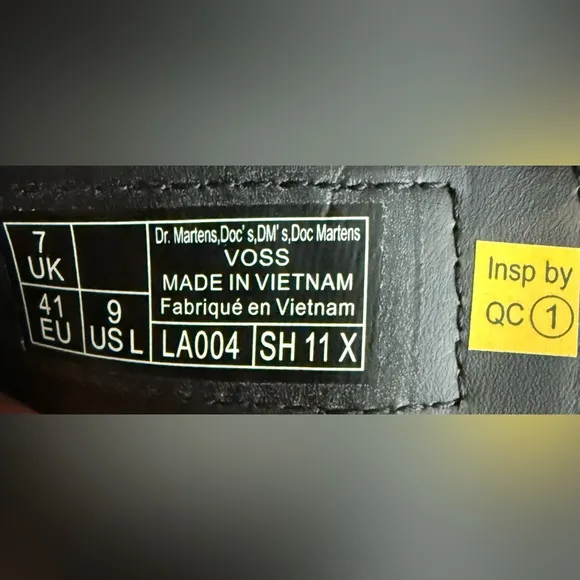 7
UK
41
EU
9
US L
Dr. Martens,Doc's,DM's,Doc Martens
VOSS
MADE IN VIETNAM
Fabriqué en Vietnam
LA004
SH 11 X
Insp by
QC 1